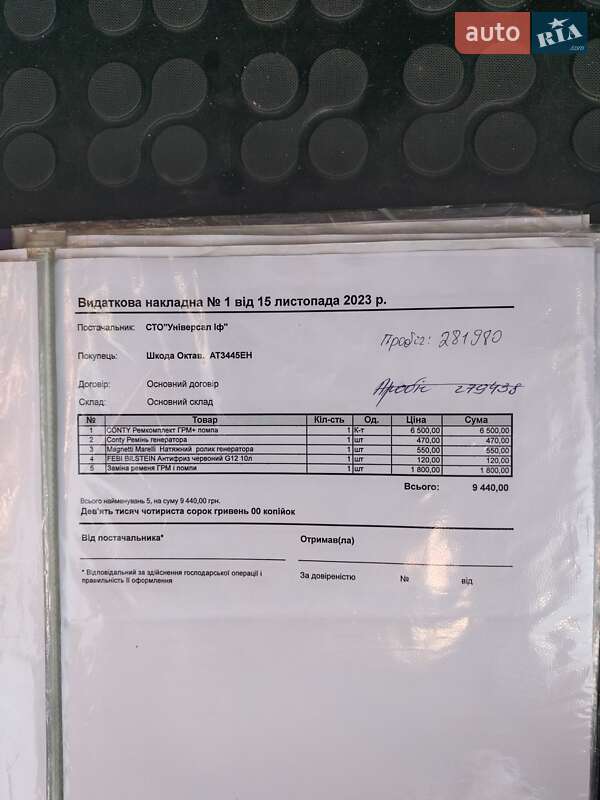 auto RIA .com
Видаткова накладна № 1 від 15 листопада 2023 р.
Постачальник: СТО"Універсал Іф"
Пробіг: 281980
Покупець: Шкода Октав. AT3445EH
Договір: Основний договір
Пробіг 279438
Склад: Основний склад
№ Товар Кіл-сть Од. Ціна Сума
1 CONTY Ремкомплект ГРМ+ помпа 1 К-т 6 500,00 6 500,00
2 Conty Ремінь генератора 1 шт 470,00 470,00
3 Magnetti Marelli Натяжний ролик генератора 1 шт 550,00 550,00
4 FEBI BILSTEIN Антифриз червоний G12 10л 1 шт 120,00 120,00
5 Заміна ременя ГРМ і помпи 1 шт 1 800,00 1 800,00
Всього: 9 440,00
Всього найменувань 5, на суму 9 440,00 грн.
Дев'ять тисяч чотириста сорок гривень 00 копійок
Від постачальника* Отримав(ла)
* Відповідальний за здійснення господарської операції і
правильність її оформлення
За довіреністю № від